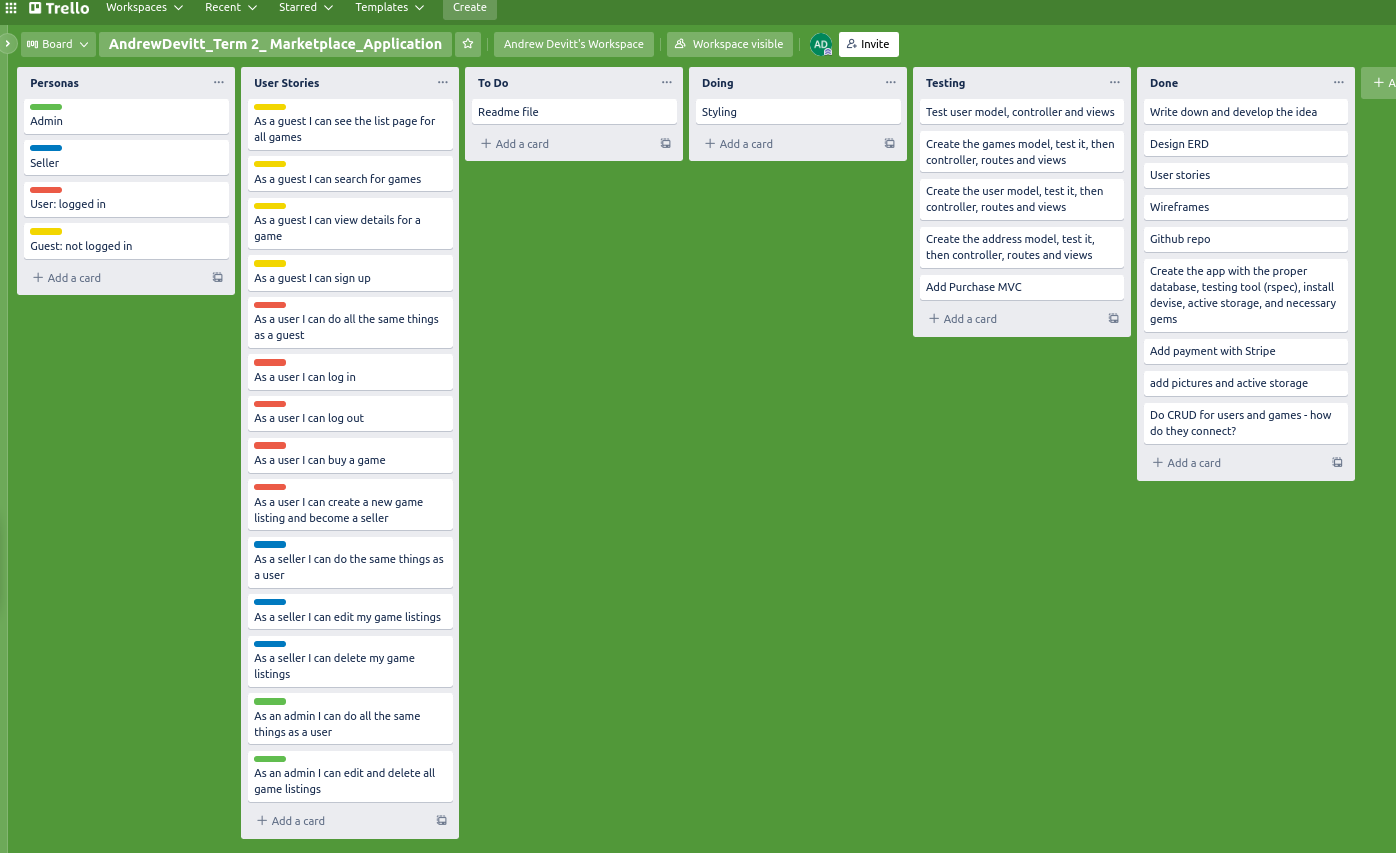 Trello
Workspaces
Recent
Starred
Templates
Create
Board
AndrewDevitt_Term 2_ Marketplace_Application
Andrew Devitt's Workspace
Workspace visible
AD
Invite
Personas
Admin
Seller
User: logged in
Guest: not logged in
+ Add a card
User Stories
As a guest I can see the list page for
all games
As a guest I can search for games
As a guest I can view details for a
game
As a guest I can sign up
As a user I can do all the same things
as a guest
As a user I can log in
As a user I can log out
As a user I can buy a game
As a user I can create a new game
listing and become a seller
As a seller I can do the same things as
a user
As a seller I can edit my game listings
As a seller I can delete my game
listings
As an admin I can do all the same
things as a user
As an admin I can edit and delete all
game listings
+ Add a card
To Do
Readme file
+ Add a card
Doing
Styling
+ Add a card
Testing
Test user model, controller and views
Create the games model, test it, then
controller, routes and views
Create the user model, test it, then
controller, routes and views
Create the address model, test it,
then controller, routes and views
Add Purchase MVC
+ Add a card
Done
Write down and develop the idea
Design ERD
User stories
Wireframes
Github repo
Create the app with the proper
database, testing tool (rspec), install
devise, active storage, and necessary
gems
Add payment with Stripe
add pictures and active storage
Do CRUD for users and games - how
do they connect?
+ Add a card
+ A